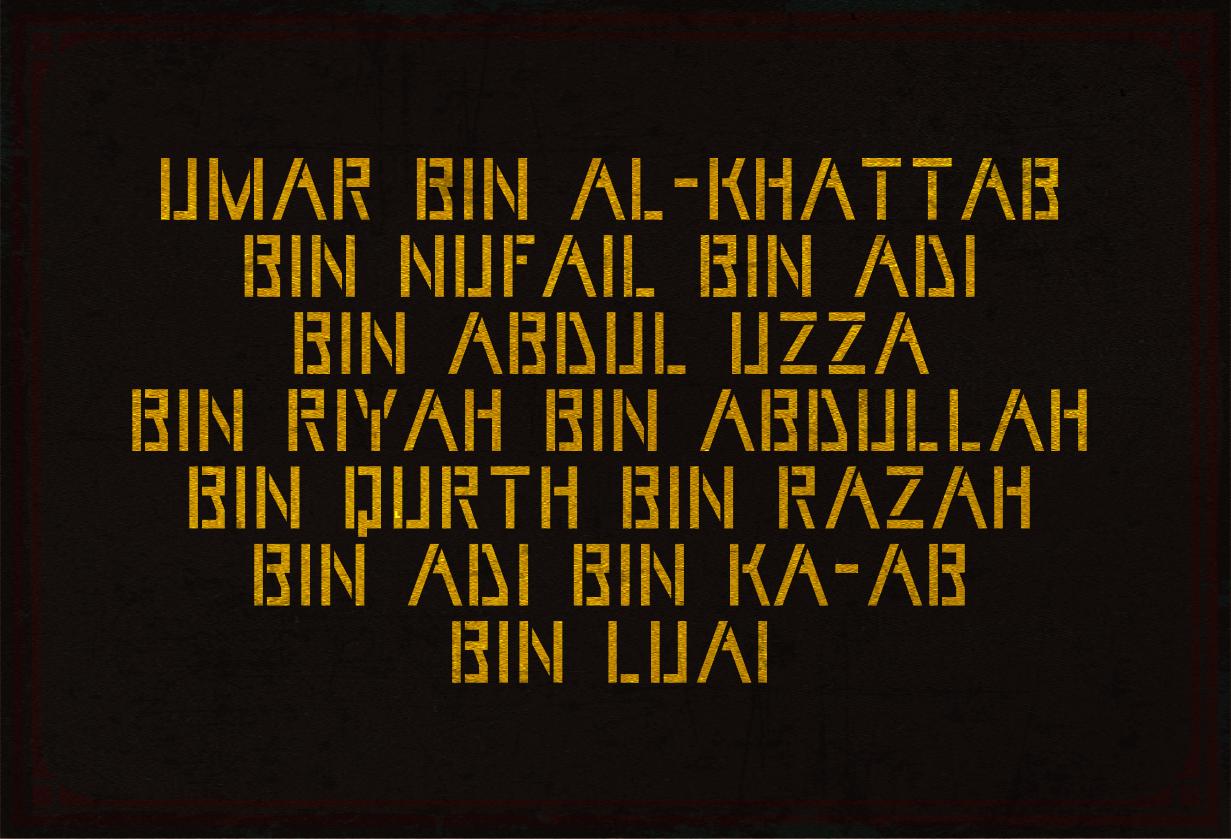 UMAR BIN AL-KHATTAB
BIN NUFAIL BIN ADI
BIN ABDUL UZZA
BIN RIYAH BIN ABDULLAH
BIN QURTH BIN RAZAH
BIN ADI BIN KA-AB
BIN LUAI